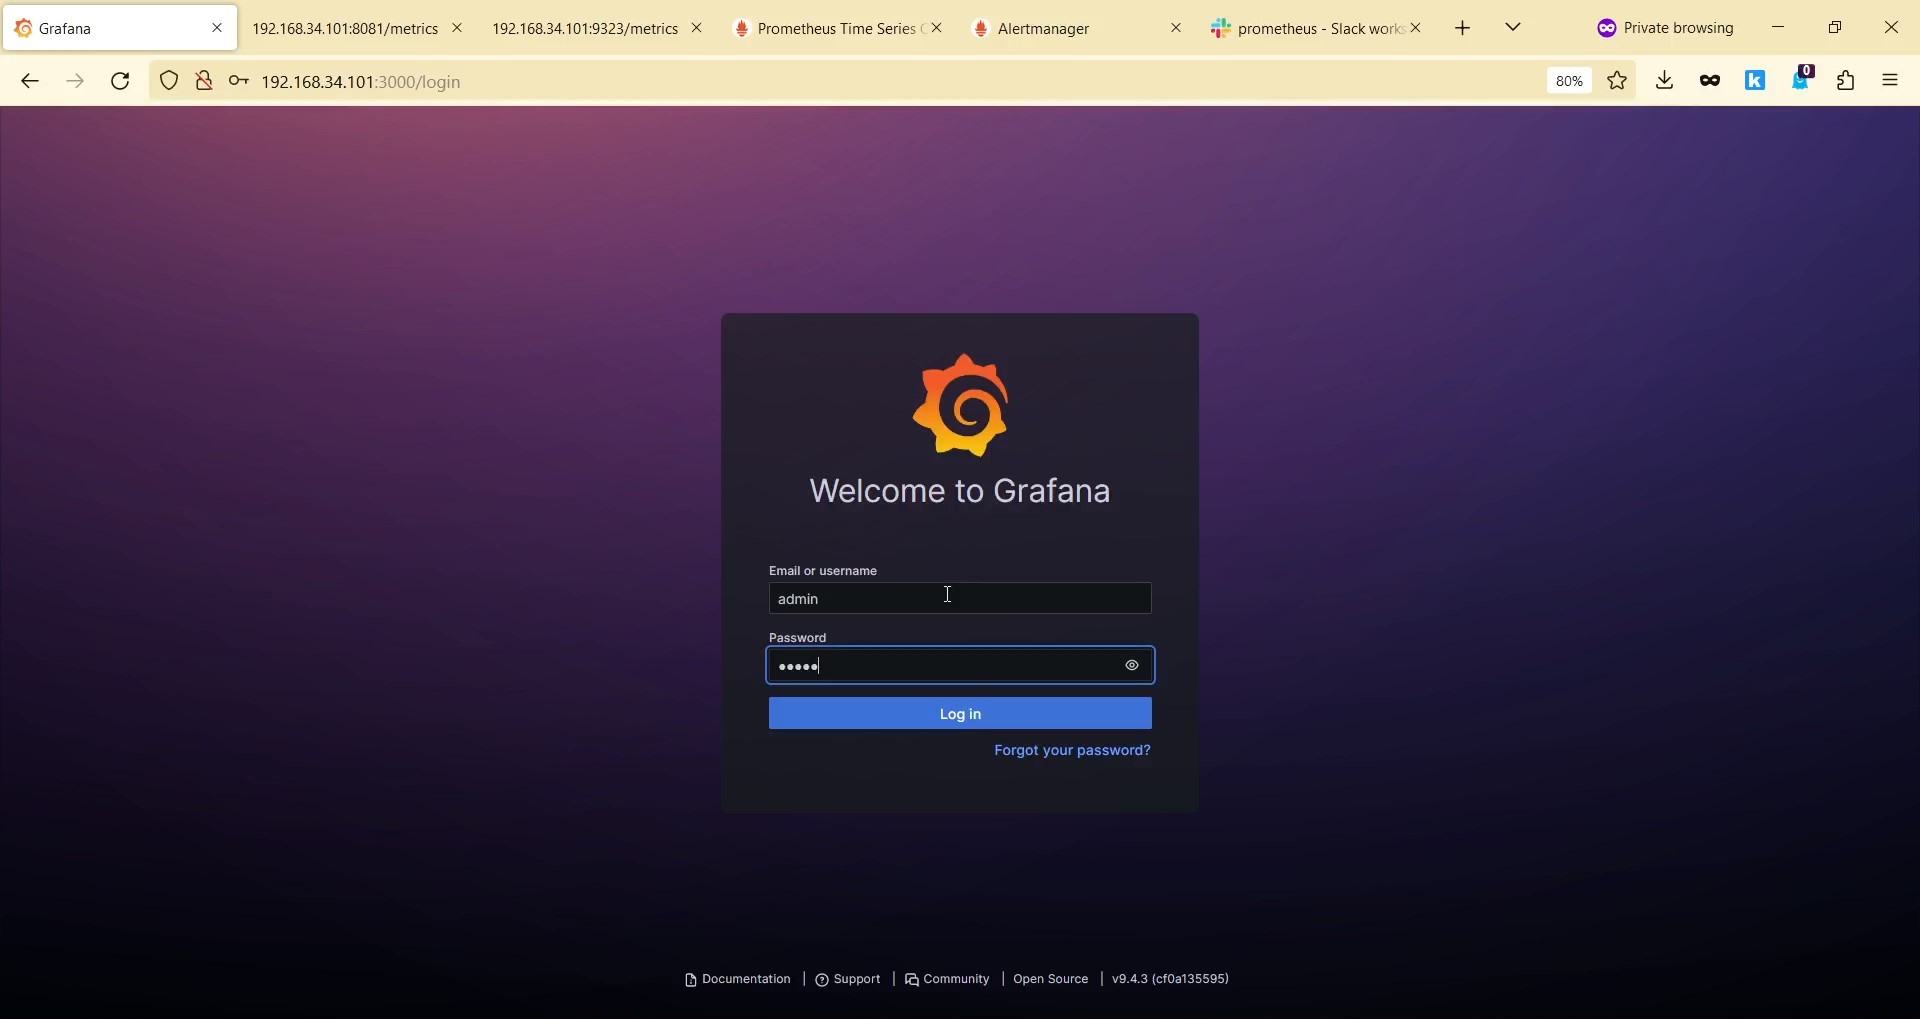 Grafana
192.168.34.101:8081/metrics
192.168.34.101:9323/metrics
Prometheus Time Series
Alertmanager
prometheus - Slack works
Private browsing
192.168.34.101:3000/login
80%
k
0
Welcome to Grafana
Email or username
admin
Password
•••••
Log in
Forgot your password?
Documentation | Support | Community | Open Source | v9.4.3 (cf0a135595)